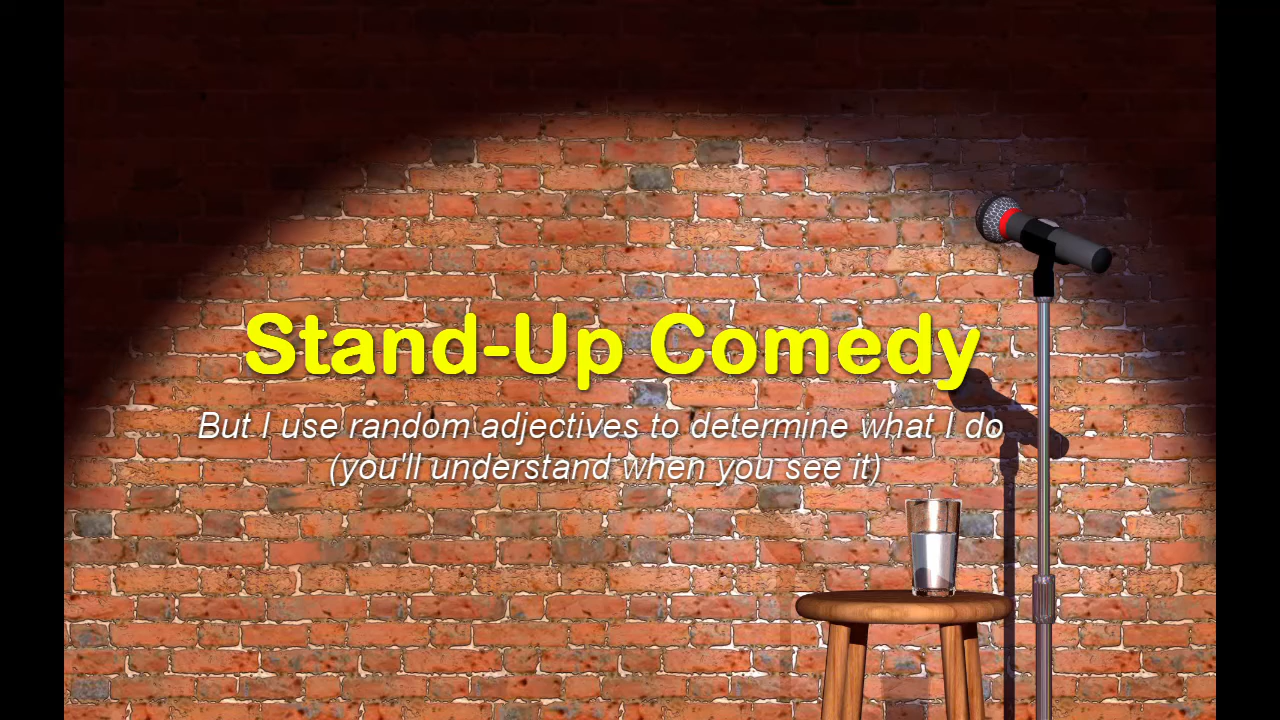 Stand-Up Comedy
But I use random adjectives to determine what I do
(you'll understand when you see it)